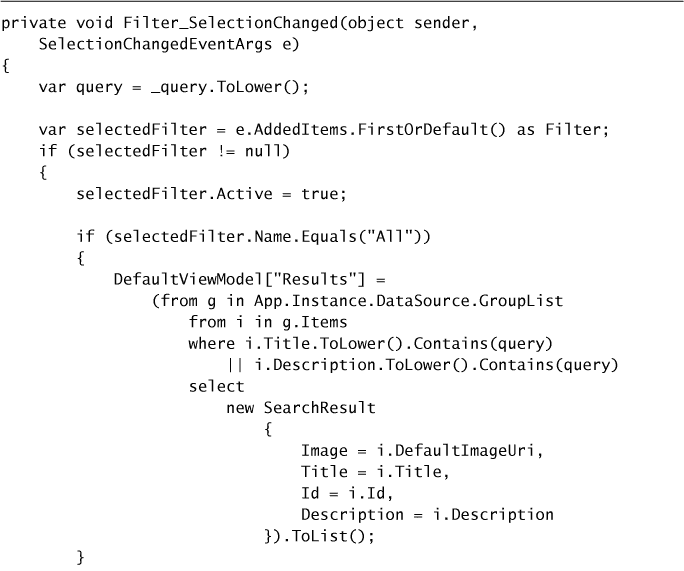 private void Filter_SelectionChanged(object sender,
    SelectionChangedEventArgs e)
{
    var query = _query.ToLower();

    var selectedFilter = e.AddedItems.FirstOrDefault() as Filter;
    if (selectedFilter != null)
    {
        selectedFilter.Active = true;

        if (selectedFilter.Name.Equals("All"))
        {
            DefaultViewModel["Results"] =
                (from g in App.Instance.DataSource.GroupList
                    from i in g.Items
                    where i.Title.ToLower().Contains(query)
                        || i.Description.ToLower().Contains(query)
                    select
                        new SearchResult
                            {
                                Image = i.DefaultImageUri,
                                Title = i.Title,
                                Id = i.Id,
                                Description = i.Description
                            }).ToList();
        }